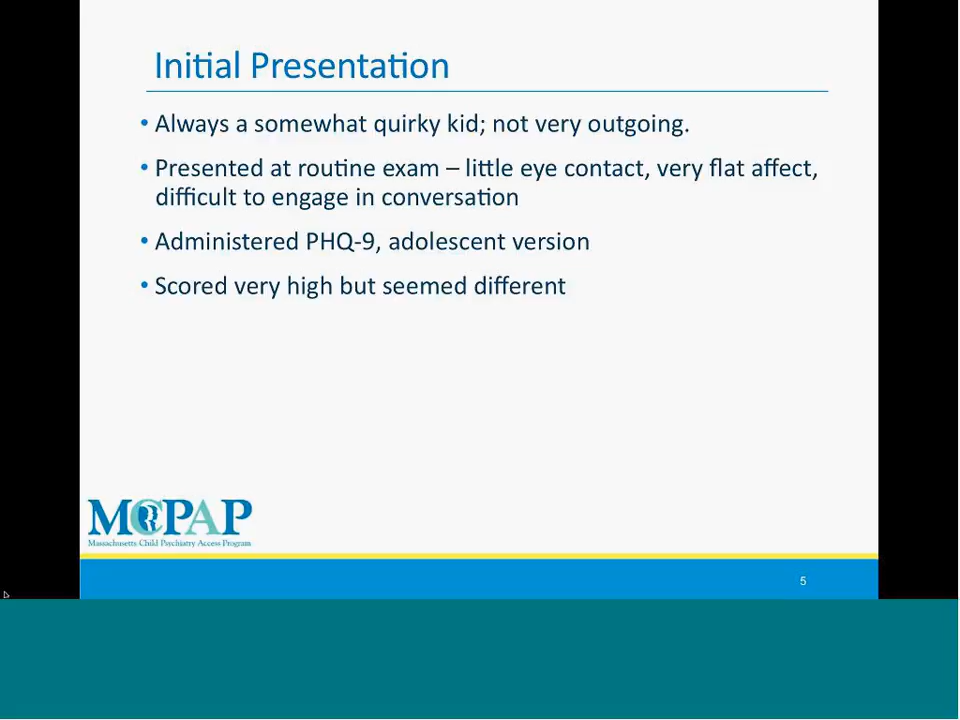 Initial Presentation
• Always a somewhat quirky kid; not very outgoing.
• Presented at routine exam – little eye contact, very flat affect,
difficult to engage in conversation
• Administered PHQ-9, adolescent version
• Scored very high but seemed different
MCPAP
Massachusetts Child Psychiatry Access Program
5